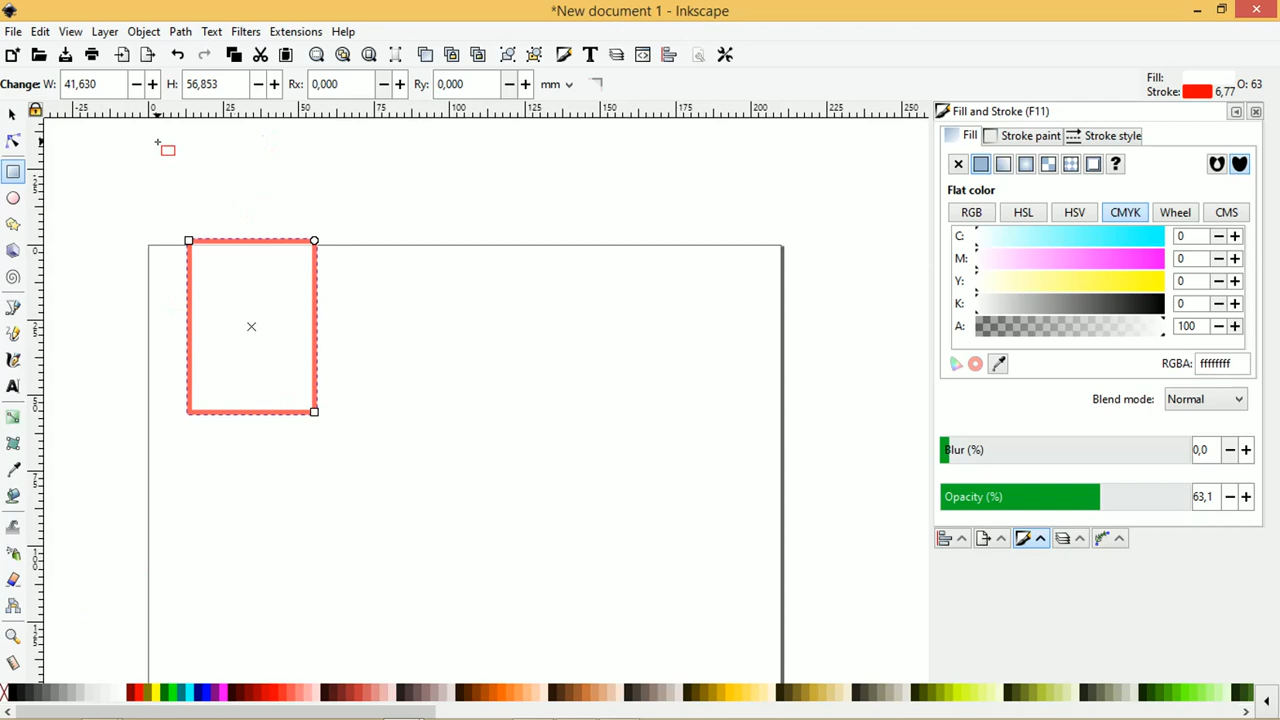 *New document 1 - Inkscape
File Edit View Layer Object Path Text Filters Extensions Help
Change: W: 41,630 H: 56,853 Rx: 0,000 Ry: 0,000 mm
Fill:
Stroke: 6,77 O: 63
-25 0 25 50 75 100 125 150 175 200 225 250
Fill and Stroke (F11)
Fill Stroke paint Stroke style
?
Flat color
RGB HSL HSV CMYK Wheel CMS
C: 0
M: 0
Y: 0
K: 0
A: 100
RGBA: ffffffff
Blend mode: Normal
Blur (%) 0,0
Opacity (%) 63,1